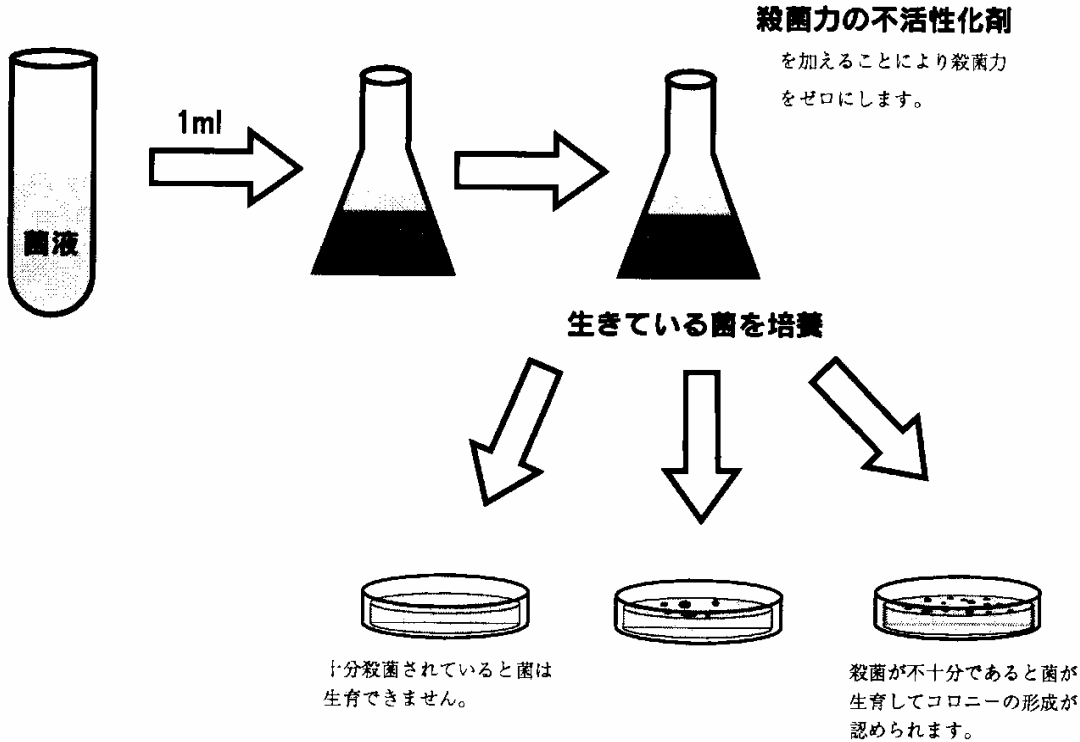 殺菌力の不活性化剤
を加えることにより殺菌力
をゼロにします。
1ml
菌液
生きている菌を培養
十分殺菌されていると菌は
生育できません。
殺菌が不十分であると菌が
生育してコロニーの形成が
認められます。